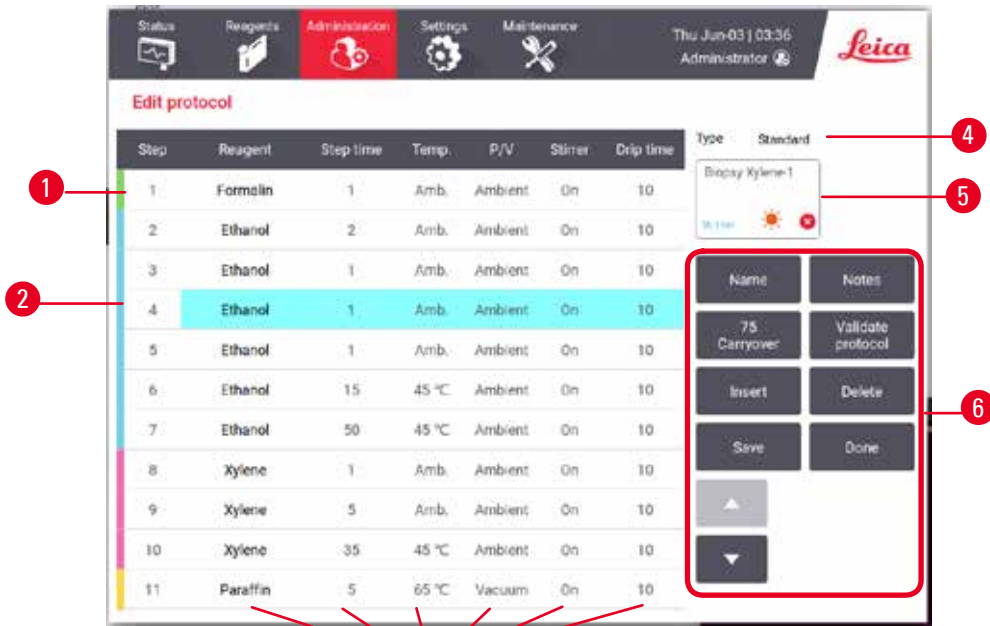 Status Reagents Administration Settings Maintenance
Thu Jun-03 | 03:36
Administrator
Leica
Edit protocol
Step Reagent Step time Temp. P/V Stirrer Drip time
1 Formalin 1 Amb. Ambient On 10
2 Ethanol 2 Amb. Ambient On 10
3 Ethanol 1 Amb. Ambient On 10
4 Ethanol 1 Amb. Ambient On 10
5 Ethanol 1 Amb. Ambient On 10
6 Ethanol 15 45 °C Ambient On 10
7 Ethanol 50 45 °C Ambient On 10
8 Xylene 1 Amb. Ambient On 10
9 Xylene 5 Amb. Ambient On 10
10 Xylene 35 45 °C Ambient On 10
11 Paraffin 5 65 °C Vacuum On 10
Type Standard
Biopsy Xylene-1
Name Notes
75
Carryover
Validate
protocol
Insert Delete
Save Done
1
2
4
5
6